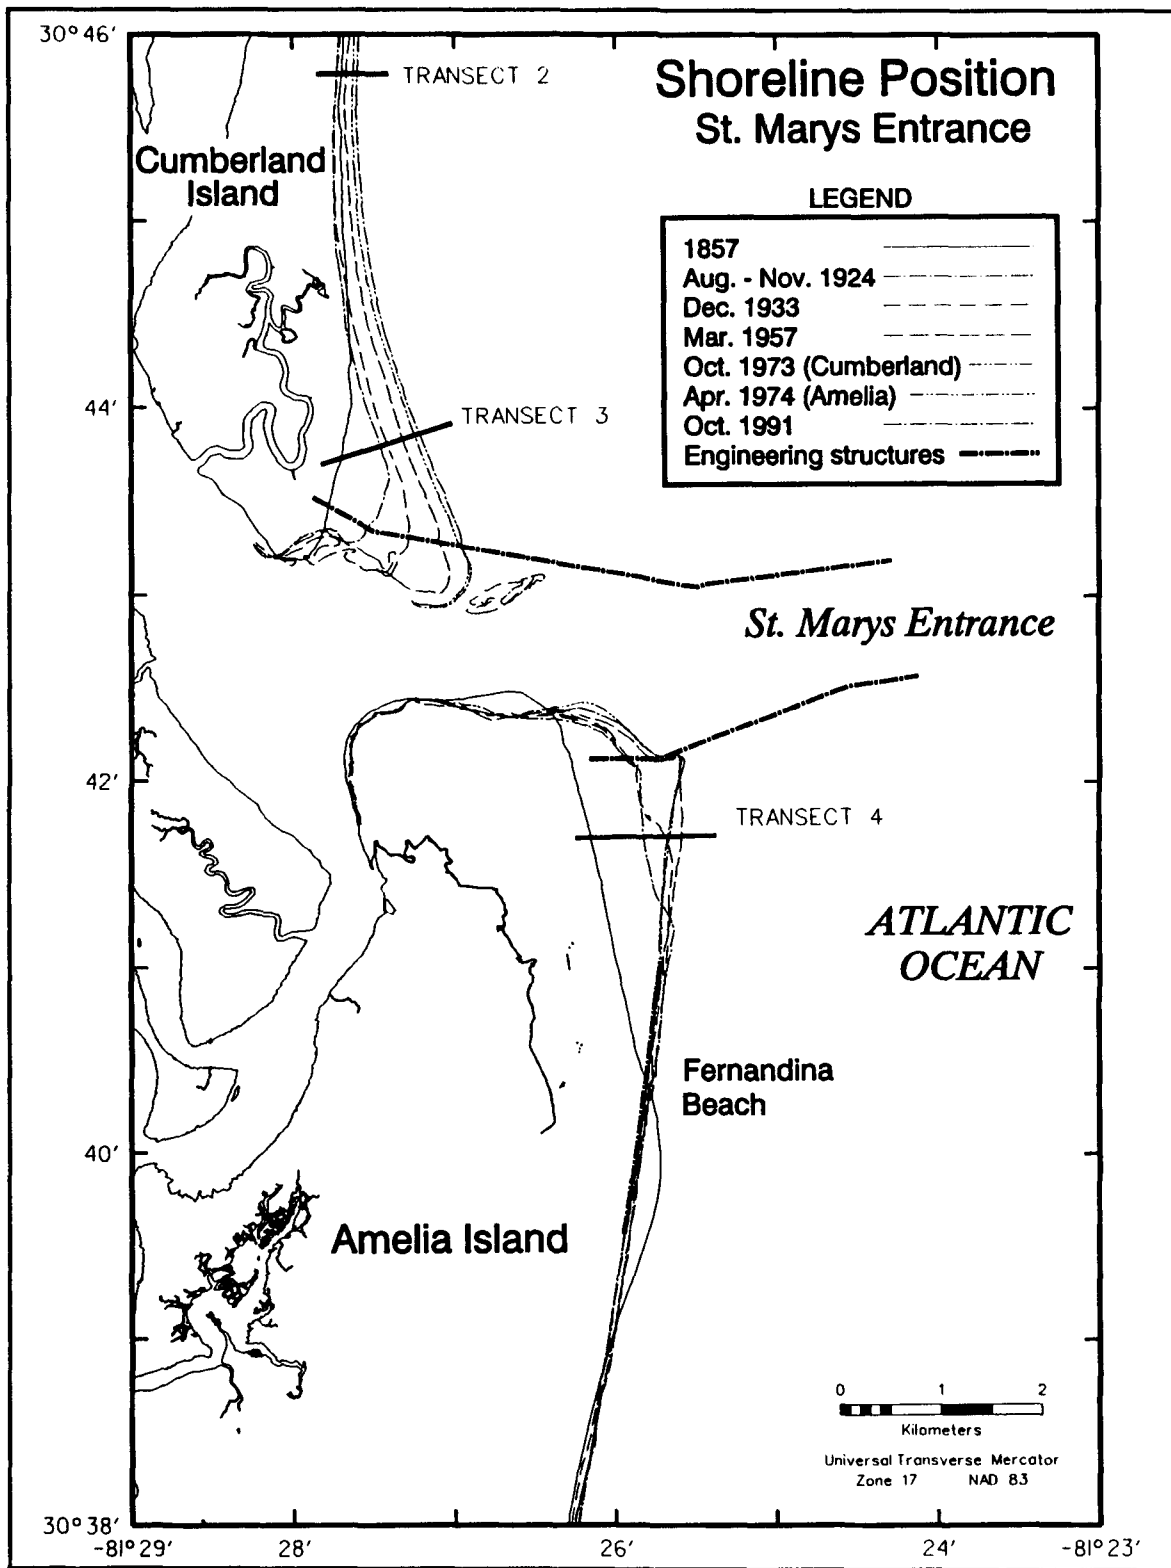 30°46′
TRANSECT 2
Shoreline Position
St. Marys Entrance
Cumberland
Island
LEGEND
1857
Aug. - Nov. 1924
Dec. 1933
Mar. 1957
Oct. 1973 (Cumberland)
Apr. 1974 (Amelia)
Oct. 1991
Engineering structures
44′
TRANSECT 3
St. Marys Entrance
42′
TRANSECT 4
ATLANTIC
OCEAN
Fernandina
Beach
40′
Amelia Island
0 1 2
Kilometers
Universal Transverse Mercator
Zone 17 NAD 83
30°38′
-81°29′ 28′ 26′ 24′ -81°23′